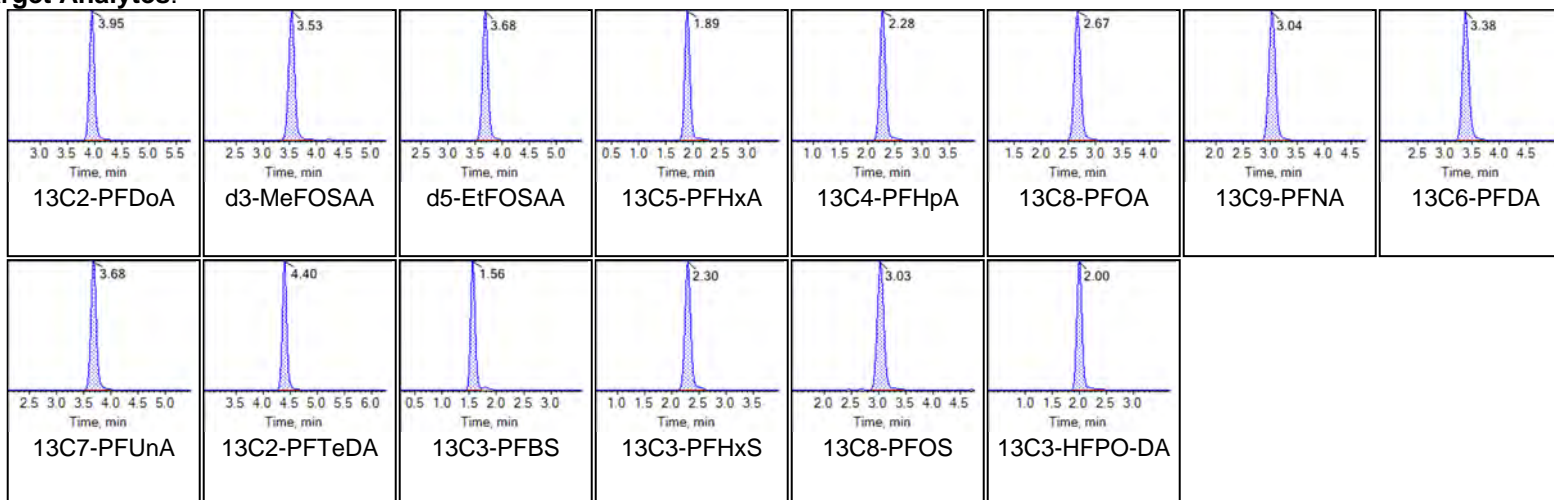 3.95 3.53 3.68 1.89 2.28 2.67 3.04 3.38
3.0 3.5 4.0 4.5 5.0 5.5 2.5 3.0 3.5 4.0 4.5 5.0 2.5 3.0 3.5 4.0 4.5 5.0 0.5 1.0 1.5 2.0 2.5 3.0 1.0 1.5 2.0 2.5 3.0 3.5 1.5 2.0 2.5 3.0 3.5 4.0 2.0 2.5 3.0 3.5 4.0 4.5 2.5 3.0 3.5 4.0 4.5
Time, min Time, min Time, min Time, min Time, min Time, min Time, min Time, min
13C2-PFDoA d3-MeFOSAA d5-EtFOSAA 13C5-PFHxA 13C4-PFHpA 13C8-PFOA 13C9-PFNA 13C6-PFDA
3.68 4.40 1.56 2.30 3.03 2.00
2.5 3.0 3.5 4.0 4.5 5.0 3.5 4.0 4.5 5.0 5.5 6.0 0.5 1.0 1.5 2.0 2.5 3.0 1.0 1.5 2.0 2.5 3.0 3.5 2.0 2.5 3.0 3.5 4.0 4.5 1.0 1.5 2.0 2.5 3.0
Time, min Time, min Time, min Time, min Time, min Time, min
13C7-PFUnA 13C2-PFTeDA 13C3-PFBS 13C3-PFHxS 13C8-PFOS 13C3-HFPO-DA